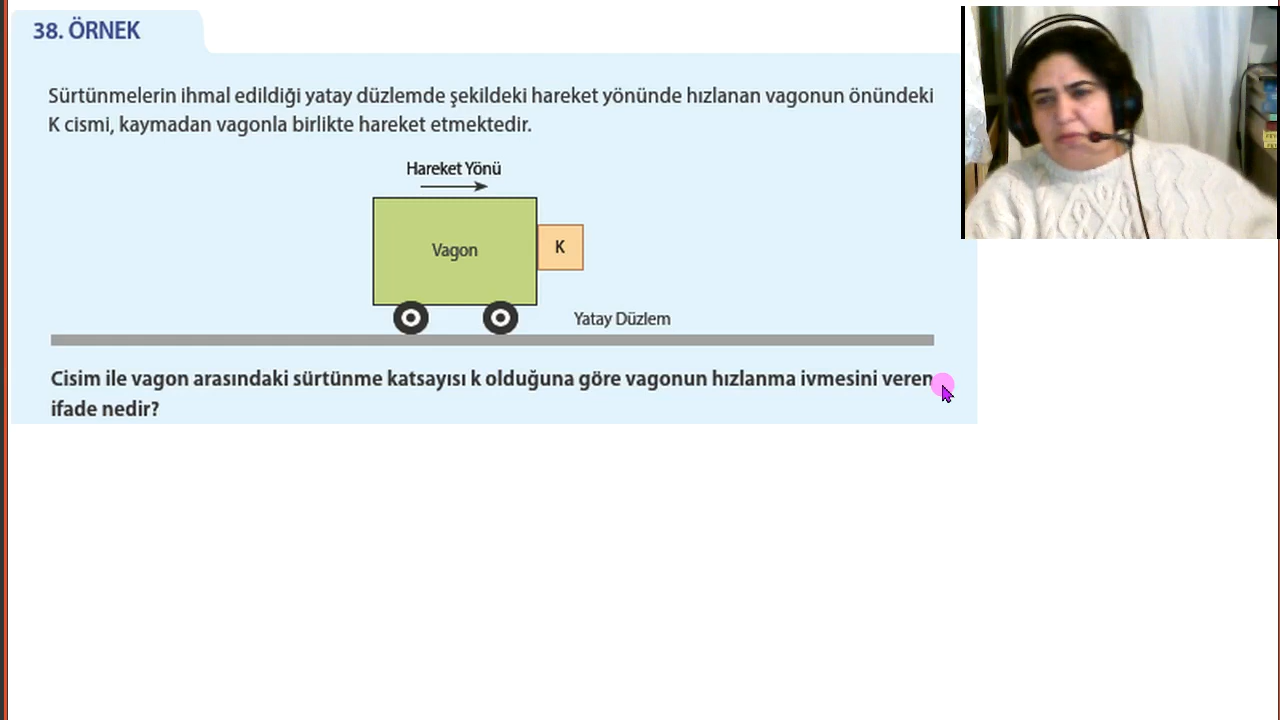 38. ÖRNEK
Sürtünmelerin ihmal edildiği yatay düzlemde şekildeki hareket yönünde hızlanan vagonun önündeki
K cismi, kaymadan vagonla birlikte hareket etmektedir.
Hareket Yönü
Vagon
K
Yatay Düzlem
Cisim ile vagon arasındaki sürtünme katsayısı k olduğuna göre vagonun hızlanma ivmesini veren
ifade nedir?